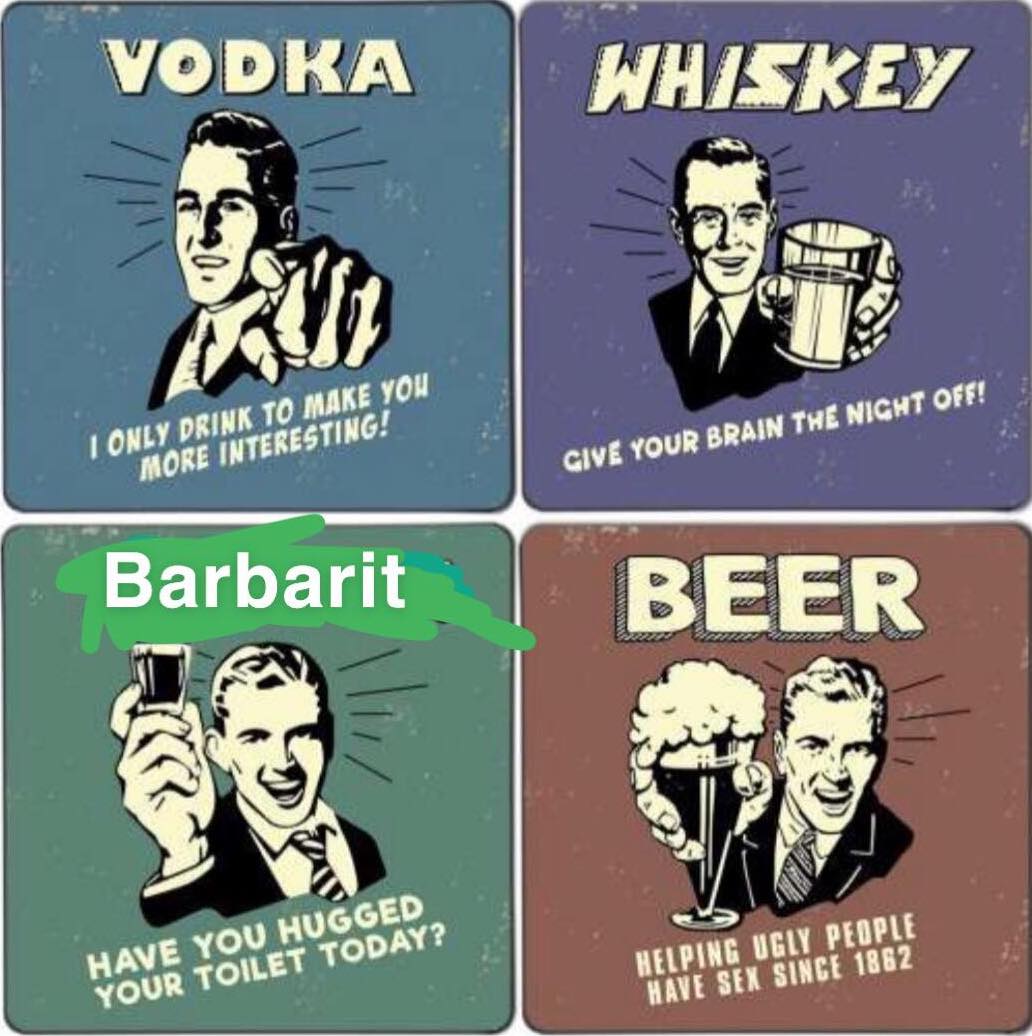 VODKA
I ONLY DRINK TO MAKE YOU
MORE INTERESTING!
WHISKEY
GIVE YOUR BRAIN THE NIGHT OFF!
Barbarit
HAVE YOU HUGGED
YOUR TOILET TODAY?
BEER
HELPING UGLY PEOPLE
HAVE SEX SINCE 1862